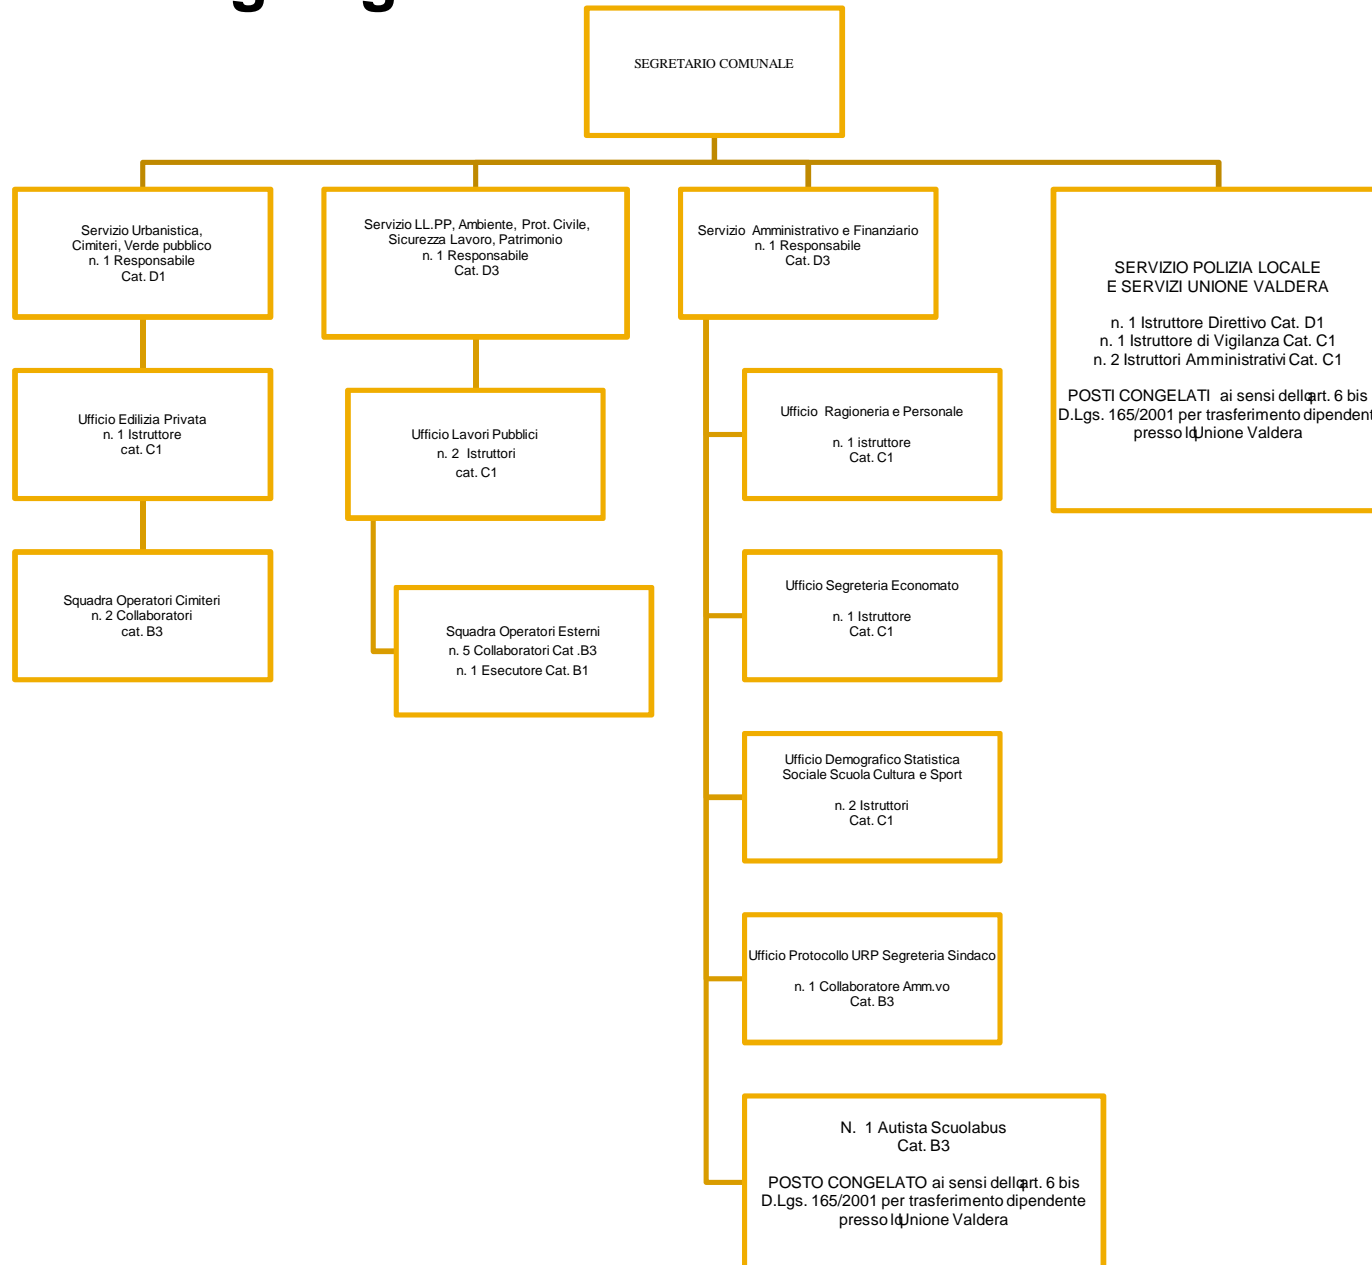 SEGRETARIO COMUNALE
Servizio Urbanistica,
Cimiteri, Verde pubblico
n. 1 Responsabile
Cat. D1
Servizio LL.PP, Ambiente, Prot. Civile,
Sicurezza Lavoro, Patrimonio
n. 1 Responsabile
Cat. D3
Servizio Amministrativo e Finanziario
n. 1 Responsabile
Cat. D3
SERVIZIO POLIZIA LOCALE
E SERVIZI UNIONE VALDERA
n. 1 Istruttore Direttivo Cat. D1
n. 1 Istruttore di Vigilanza Cat. C1
n. 2 Istruttori Amministrativi Cat. C1
POSTI CONGELATI ai sensi dellqart. 6 bis
D.Lgs. 165/2001 per trasferimento dipendent
presso lqUnione Valdera
Ufficio Edilizia Privata
n. 1 Istruttore
cat. C1
Ufficio Lavori Pubblici
n. 2 Istruttori
cat. C1
Ufficio Ragioneria e Personale
n. 1 istruttore
Cat. C1
Squadra Operatori Cimiteri
n. 2 Collaboratori
cat. B3
Squadra Operatori Esterni
n. 5 Collaboratori Cat .B3
n. 1 Esecutore Cat. B1
Ufficio Segreteria Economato
n. 1 Istruttore
Cat. C1
Ufficio Demografico Statistica
Sociale Scuola Cultura e Sport
n. 2 Istruttori
Cat. C1
Ufficio Protocollo URP Segreteria Sindaco
n. 1 Collaboratore Amm.vo
Cat. B3
N. 1 Autista Scuolabus
Cat. B3
POSTO CONGELATO ai sensi dellqart. 6 bis
D.Lgs. 165/2001 per trasferimento dipendente
presso lqUnione Valdera